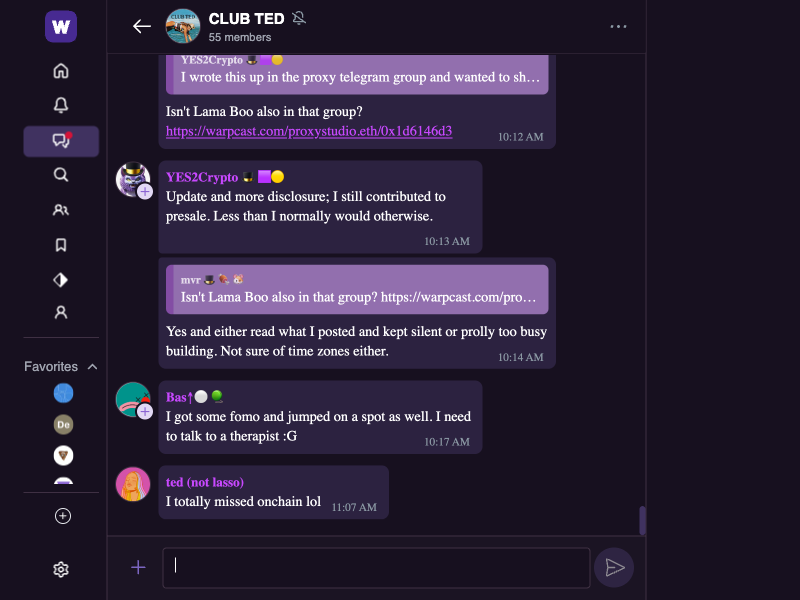 W
CLUB TED
CLUB TED
55 members
YES2Crypto
I wrote this up in the proxy telegram group and wanted to sh…
Isn't Lama Boo also in that group?
https://warpcast.com/proxystudio.eth/0x1d6146d3
10:12 AM
YES2Crypto
Update and more disclosure; I still contributed to
presale. Less than I normally would otherwise.
10:13 AM
mvr
Isn't Lama Boo also in that group? https://warpcast.com/pro…
Yes and either read what I posted and kept silent or prolly too busy
building. Not sure of time zones either.
10:14 AM
Favorites
De
Bas↑
I got some fomo and jumped on a spot as well. I need
to talk to a therapist :G
10:17 AM
ted (not lasso)
I totally missed onchain lol
11:07 AM